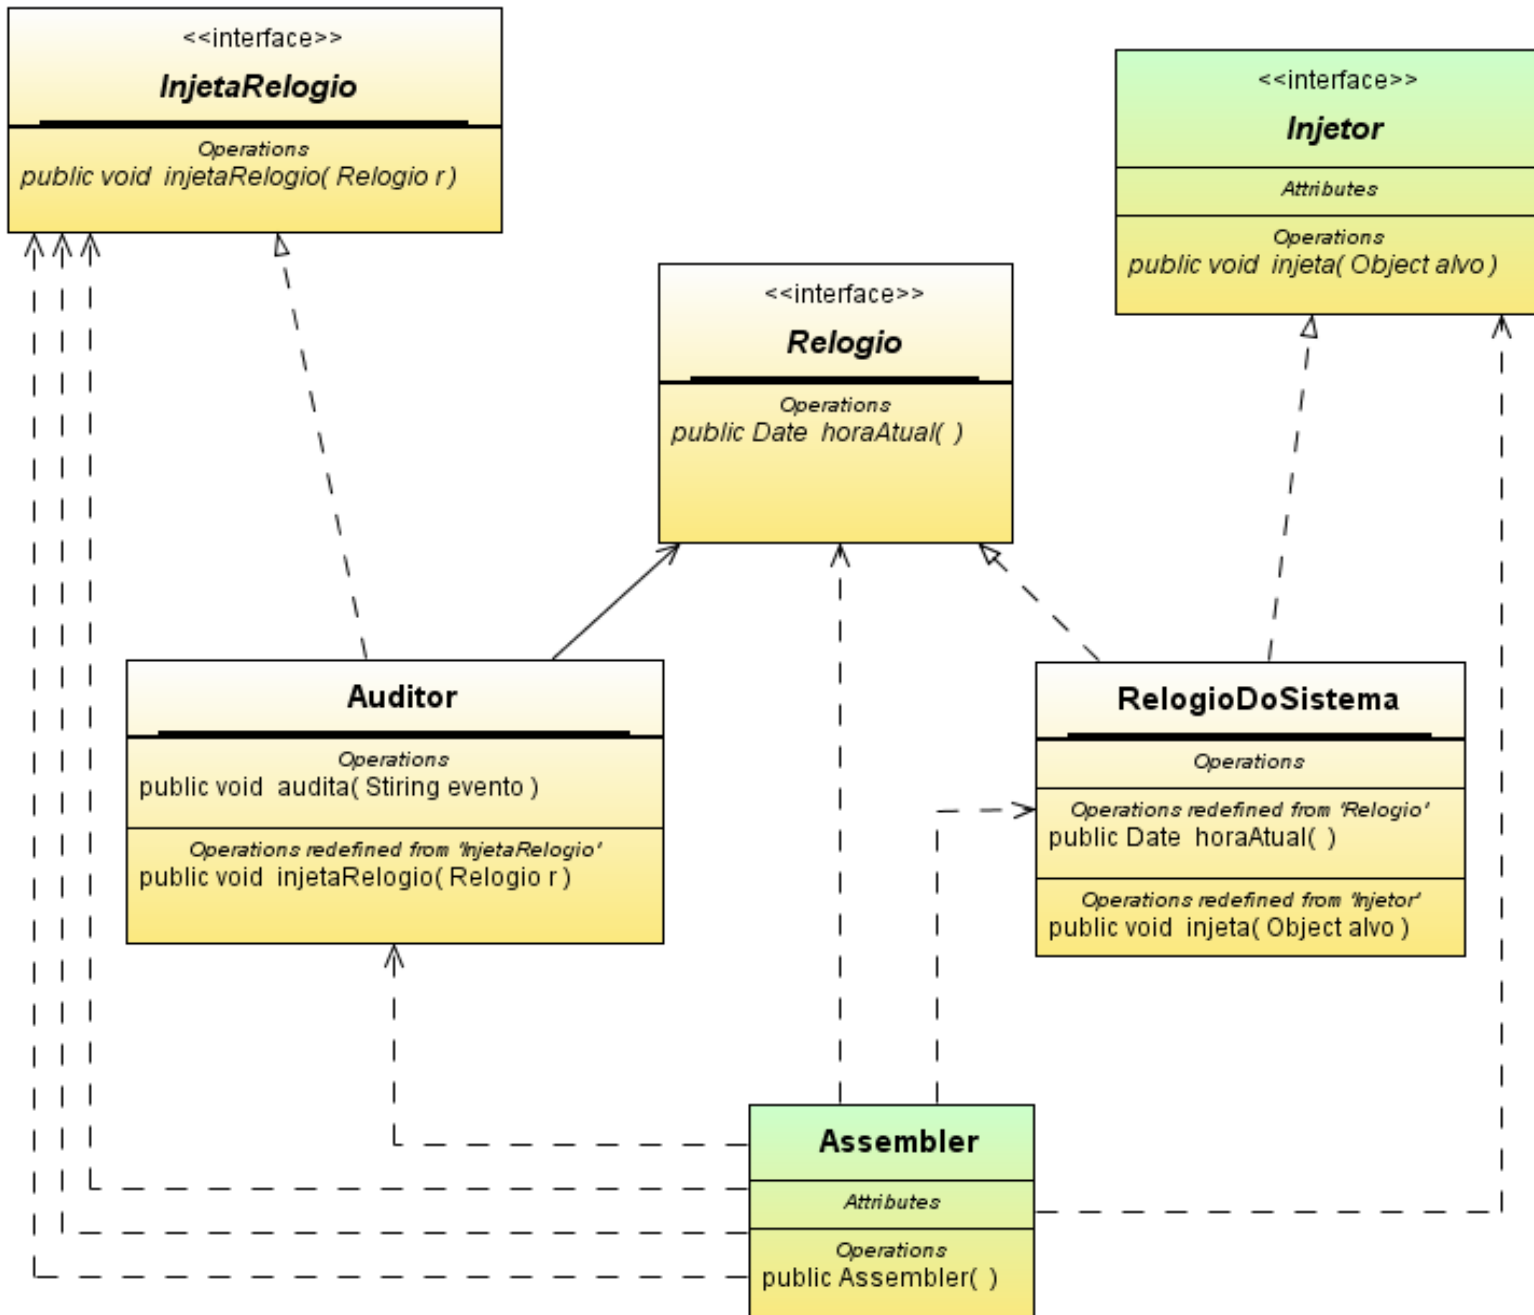 <<interface>>
InjetaRelogio
Operations
public void injetaRelogio( Relogio r )
<<interface>>
Injetor
Attributes
Operations
public void injeta( Object alvo )
<<interface>>
Relogio
Operations
public Date horaAtual( )
Auditor
Operations
public void audita( Stiring evento )
Operations redefined from 'InjetaRelogio'
public void injetaRelogio( Relogio r )
RelogioDoSistema
Operations
Operations redefined from 'Relogio'
public Date horaAtual( )
Operations redefined from 'Injetor'
public void injeta( Object alvo )
Assembler
Attributes
Operations
public Assembler( )